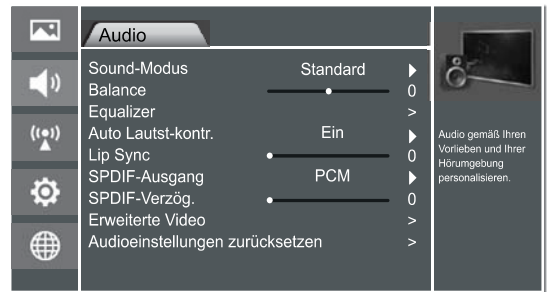 Audio
Sound-Modus Standard
Balance 0
Equalizer >
Auto Lautst-kontr. Ein
Lip Sync 0
SPDIF-Ausgang PCM
SPDIF-Verzög. 0
Erweiterte Video >
Audioeinstellungen zurücksetzen >
Audio gemäß Ihren
Vorlieben und Ihrer
Hörumgebung
personalisieren.